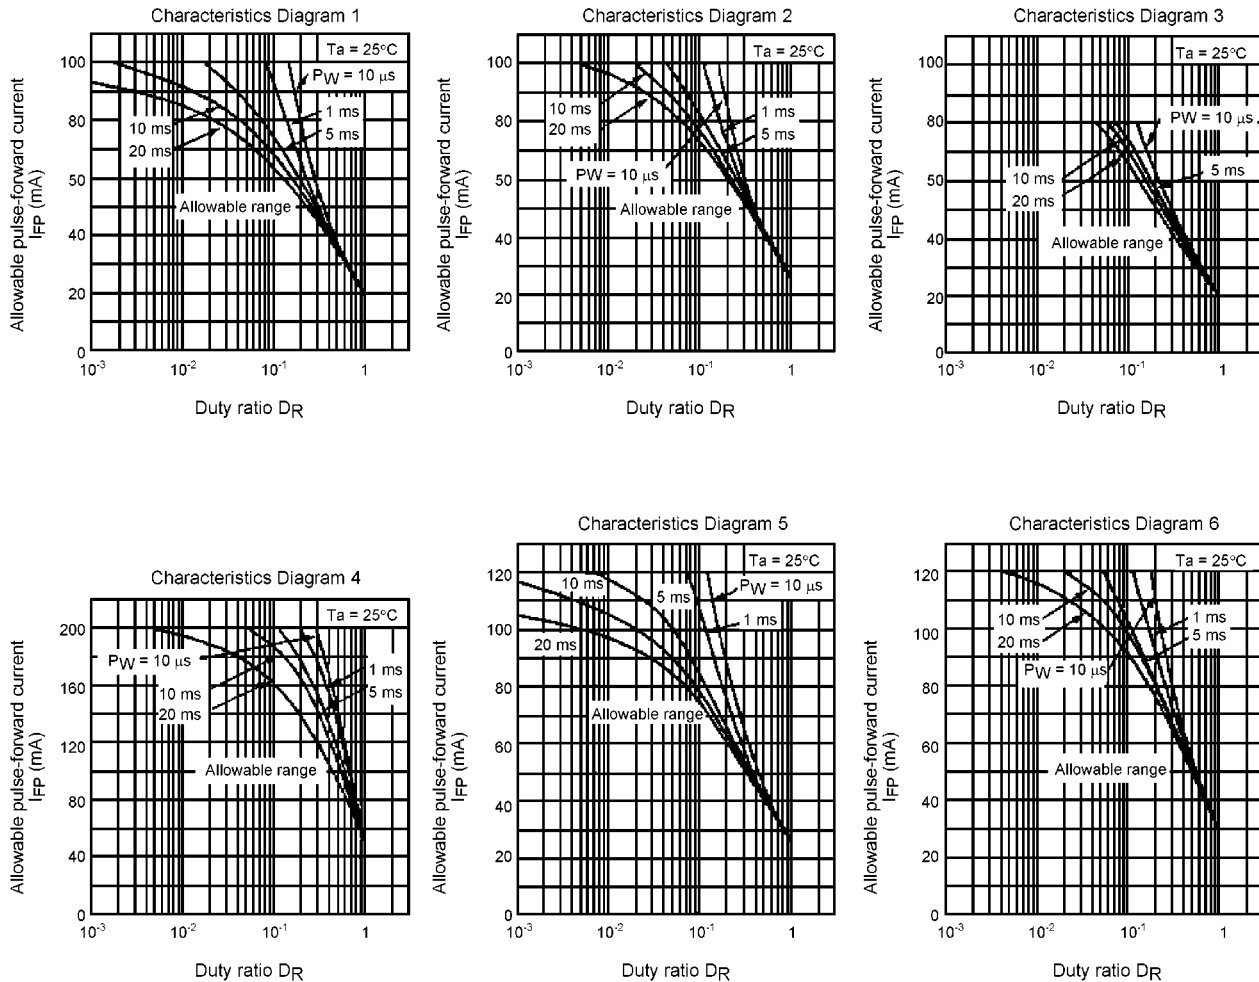 Characteristics Diagram 1
Ta = 25°C
PW = 10 µs
1 ms
5 ms
10 ms
20 ms
Allowable range
Allowable pulse-forward current
IFP (mA)
100
80
60
40
20
0
10-3
10-2
10-1
1
Duty ratio DR
Characteristics Diagram 2
Ta = 25°C
10 ms
20 ms
1 ms
5 ms
PW = 10 µs
Allowable range
Allowable pulse-forward current
IFP (mA)
100
80
60
40
20
0
10-3
10-2
10-1
1
Duty ratio DR
Characteristics Diagram 3
Ta = 25°C
PW = 10 µs
5 ms
10 ms
20 ms
Allowable range
Allowable pulse-forward current
IFP (mA)
100
80
60
40
20
0
10-3
10-2
10-1
1
Duty ratio DR
Characteristics Diagram 4
Ta = 25°C
PW = 10 µs
1 ms
5 ms
10 ms
20 ms
Allowable range
Allowable pulse-forward current
IFP (mA)
200
160
120
80
40
0
10-3
10-2
10-1
1
Duty ratio DR
Characteristics Diagram 5
Ta = 25°C
10 ms
5 ms
PW = 10 µs
1 ms
20 ms
Allowable range
Allowable pulse-forward current
IFP (mA)
120
100
80
60
40
20
0
10-3
10-2
10-1
1
Duty ratio DR
Characteristics Diagram 6
Ta = 25°C
10 ms
20 ms
1 ms
5 ms
PW = 10 µs
Allowable range
Allowable pulse-forward current
IFP (mA)
120
100
80
60
40
20
0
10-3
10-2
10-1
1
Duty ratio DR